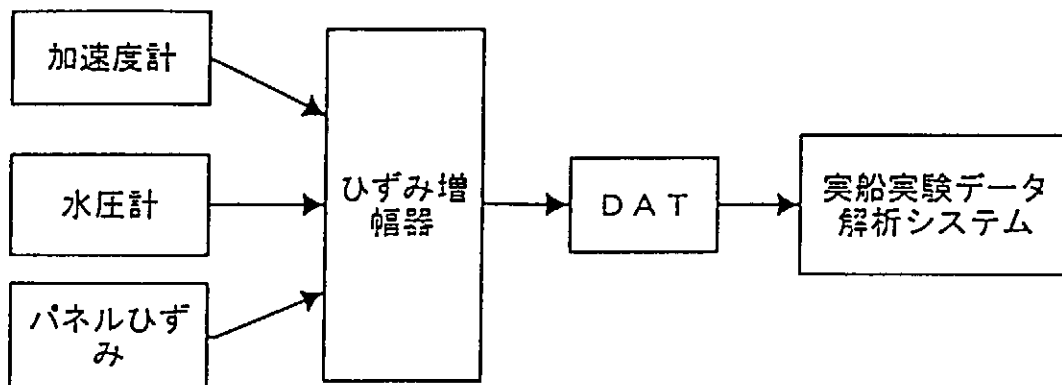 加速度計
水圧計
パネルひず
み
ひずみ増
幅器
ＤＡＴ
実船実験データ
解析システム